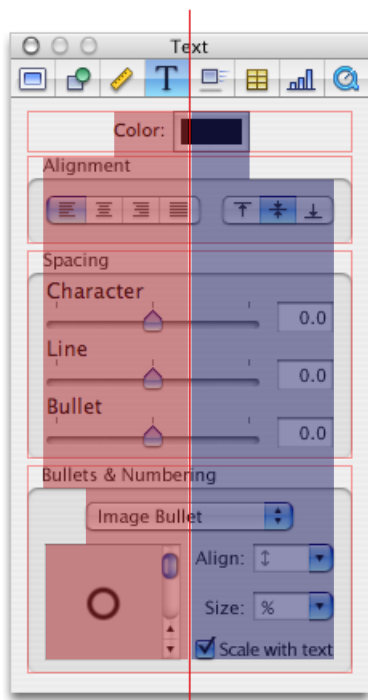 Text
T
Color:
Alignment
Spacing
Character
0.0
Line
0.0
Bullet
0.0
Bullets & Numbering
Image Bullet
Align:
Size: %
Scale with text